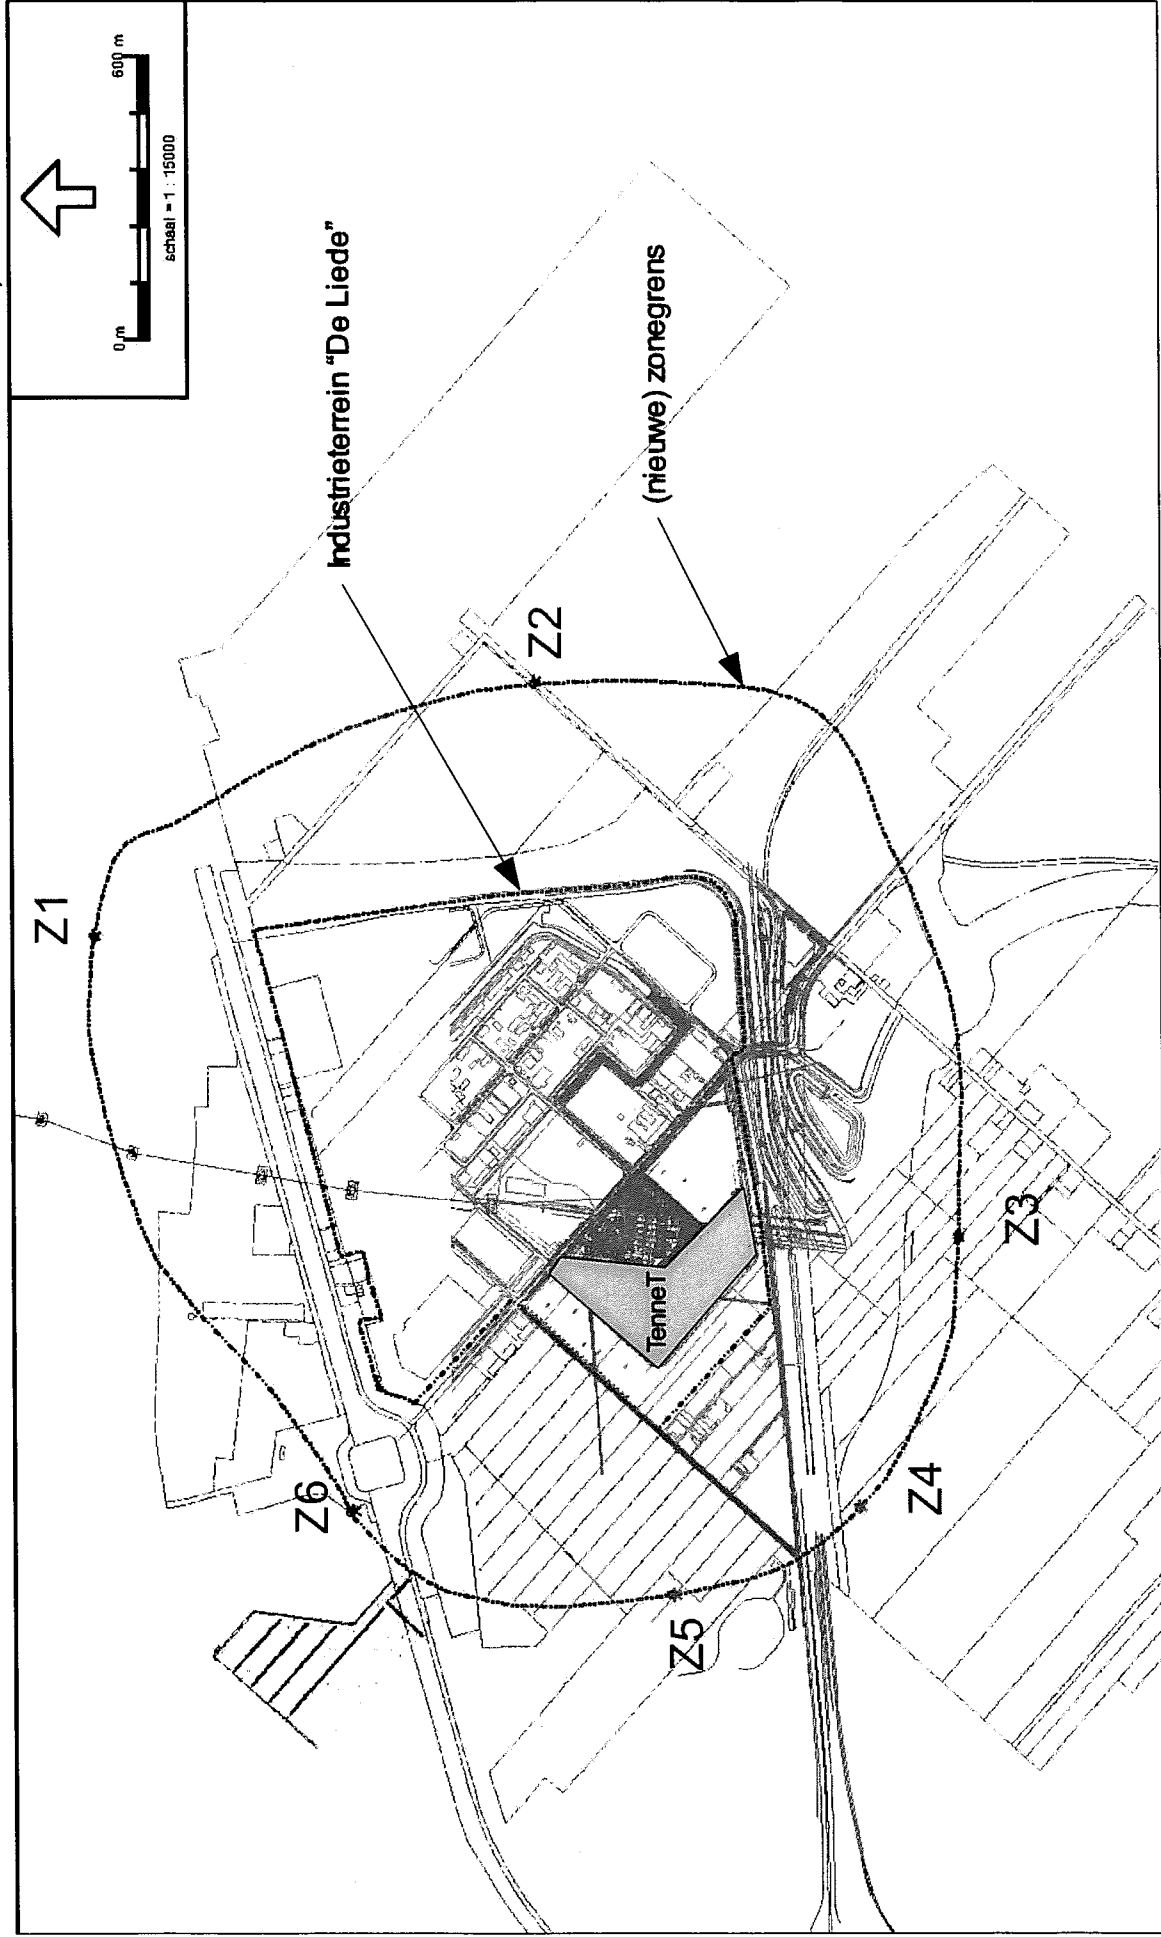 0 m
600 m
schaal = 1 : 15000
Industrieterrein "De Liede"
(nieuwe) zonegrens
Z1
Z2
Z3
Z4
Z5
Z6
TenneT